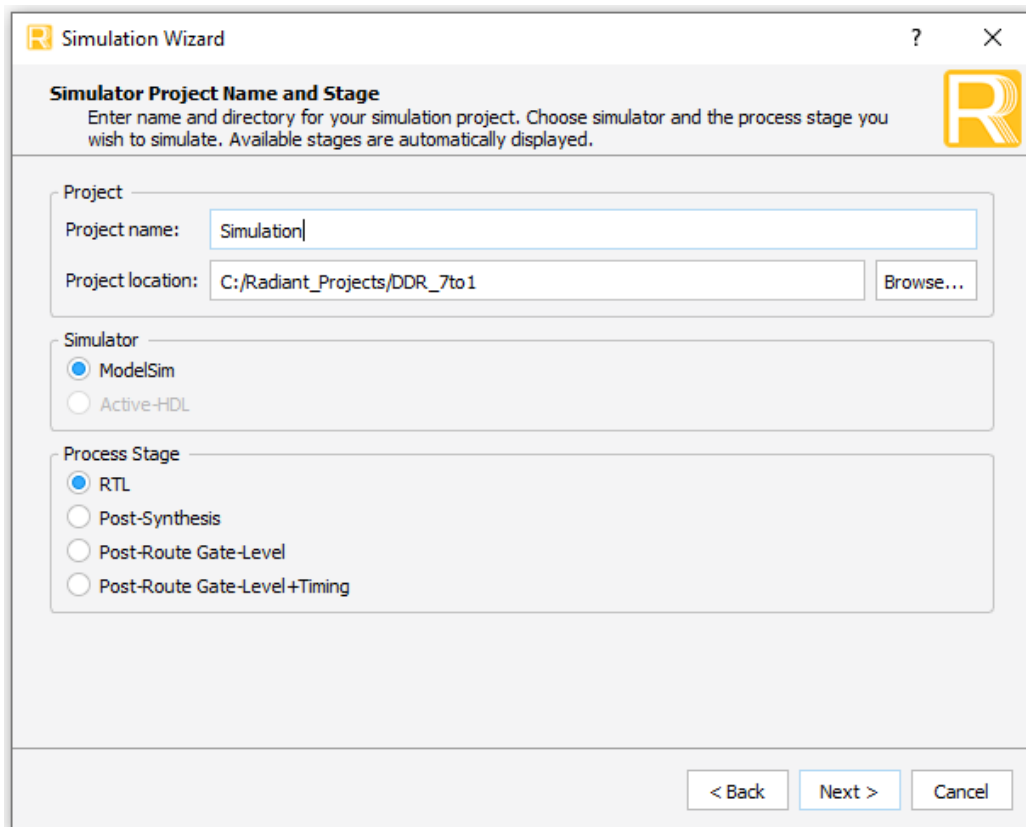 Simulation Wizard
?
Simulator Project Name and Stage
Enter name and directory for your simulation project. Choose simulator and the process stage you
wish to simulate. Available stages are automatically displayed.
R
Project
Project name: Simulation
Project location: C:/Radiant_Projects/DDR_7to1 Browse...
Simulator
ModelSim
Active-HDL
Process Stage
RTL
Post-Synthesis
Post-Route Gate-Level
Post-Route Gate-Level+Timing
< Back Next > Cancel